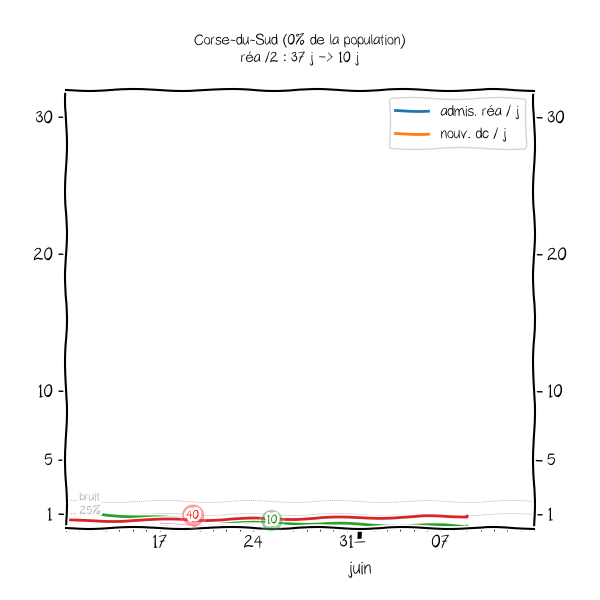 Corse-du-Sud (0% de la population)
réa /2 : 37 j -> 10 j
admis. réa / j
nouv. dc / j
30
30
20
20
10
10
5
5
bruit
25%
1
1
40
10
17
24
31
07
juin